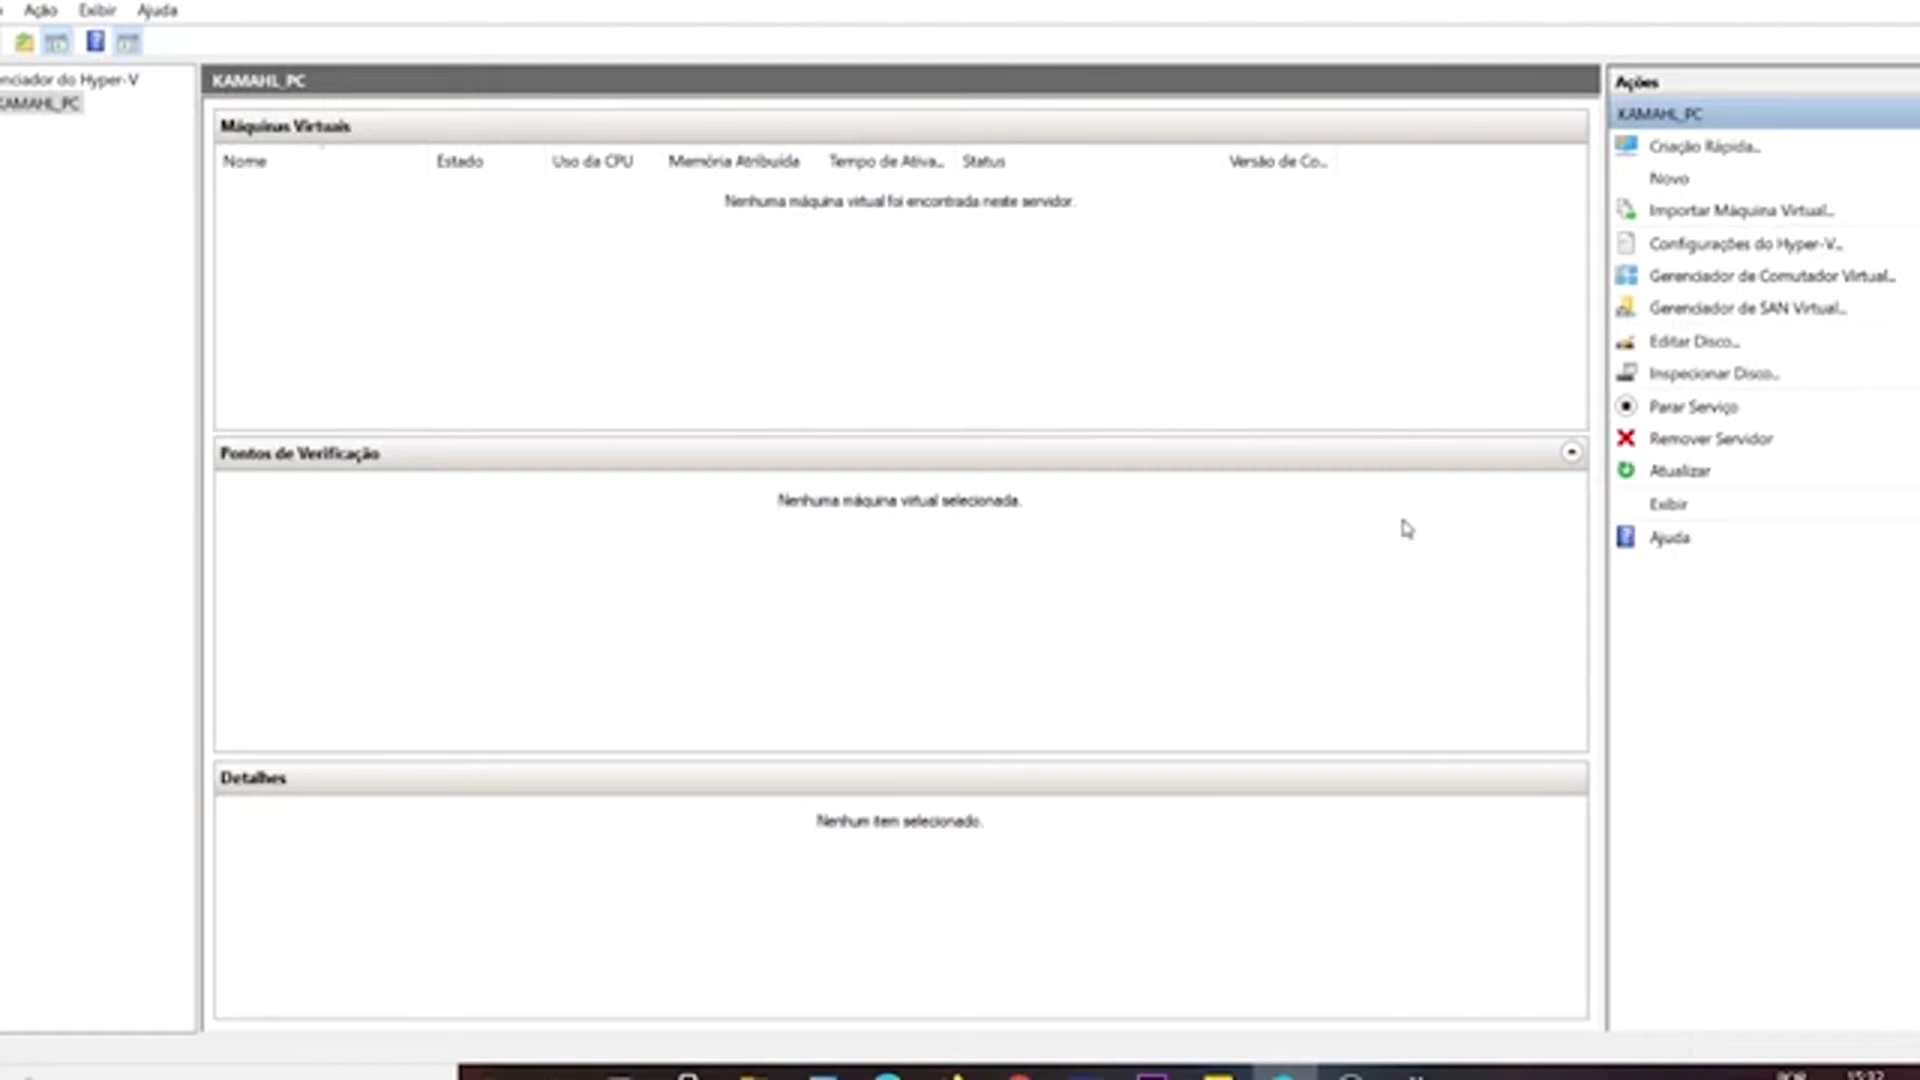 Ação Exibir Ajuda
nciador do Hyper-V
KAMAHL_PC
KAMAHL_PC
Máquinas Virtuais
Nome Estado Uso da CPU Memória Atribuída Tempo de Ativa... Status Versão de Co...
Nenhuma máquina virtual foi encontrada neste servidor.
Pontos de Verificação
Nenhuma máquina virtual selecionada.
Detalhes
Nenhum item selecionado.
Ações
KAMAHL_PC
Criação Rápida...
Novo
Importar Máquina Virtual...
Configurações do Hyper-V...
Gerenciador de Comutador Virtual...
Gerenciador de SAN Virtual...
Editar Disco...
Inspecionar Disco...
Parar Serviço
Remover Servidor
Atualizar
Exibir
Ajuda